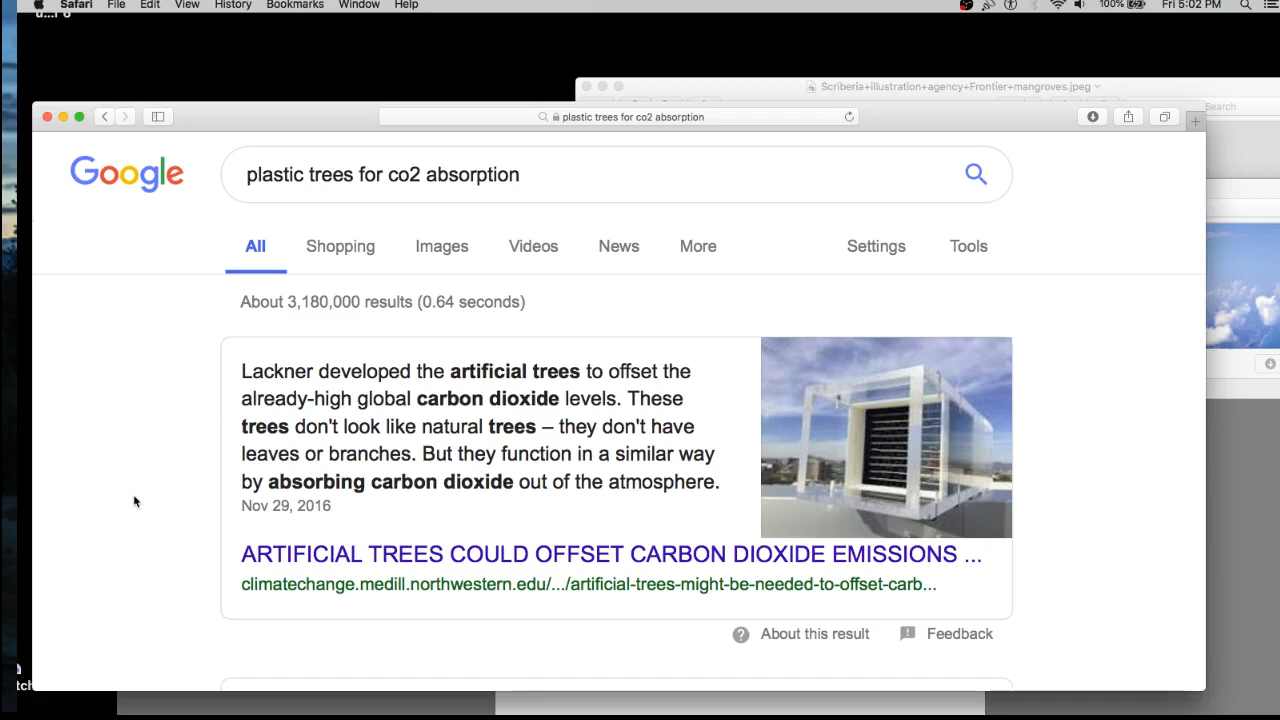 Safari File Edit View History Bookmarks Window Help 100% Fri 5:02 PM
Scriberia+illustration+agency+Frontier+mangroves.jpeg
Search
plastic trees for co2 absorption
Google plastic trees for co2 absorption
All Shopping Images Videos News More Settings Tools
About 3,180,000 results (0.64 seconds)
Lackner developed the artificial trees to offset the
already-high global carbon dioxide levels. These
trees don't look like natural trees – they don't have
leaves or branches. But they function in a similar way
by absorbing carbon dioxide out of the atmosphere.
Nov 29, 2016
ARTIFICIAL TREES COULD OFFSET CARBON DIOXIDE EMISSIONS ...
climatechange.medill.northwestern.edu/.../artificial-trees-might-be-needed-to-offset-carb...
About this result Feedback